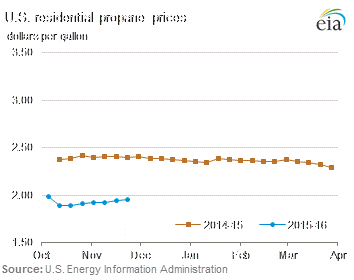 U.S. residential propane prices
dollars per gallon
eia
3.50
3.00
2.50
2.00
1.50
Oct Nov Dec Jan Feb Mar Apr
2014-15 2015-16
Source: U.S. Energy Information Administration